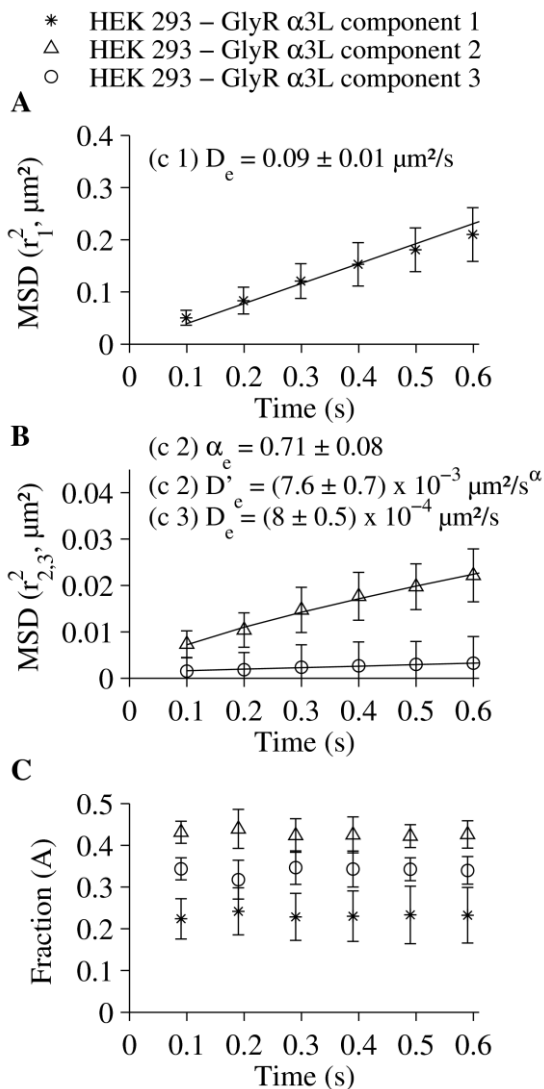 HEK 293 – GlyR α3L component 1
HEK 293 – GlyR α3L component 2
HEK 293 – GlyR α3L component 3
A
(c 1) Dₑ = 0.09 ± 0.01 μm²/s
MSD (r²₁, μm²)
0.4
0.3
0.2
0.1
0
0 0.1 0.2 0.3 0.4 0.5 0.6
Time (s)
B
(c 2) αₑ = 0.71 ± 0.08
(c 2) D'ₑ = (7.6 ± 0.7) x 10⁻³ μm²/s^α
(c 3) Dₑ = (8 ± 0.5) x 10⁻⁴ μm²/s
MSD (r²₂,₃, μm²)
0.04
0.03
0.02
0.01
0
0 0.1 0.2 0.3 0.4 0.5 0.6
Time (s)
C
Fraction (A)
0.5
0.4
0.3
0.2
0.1
0
0 0.1 0.2 0.3 0.4 0.5 0.6
Time (s)